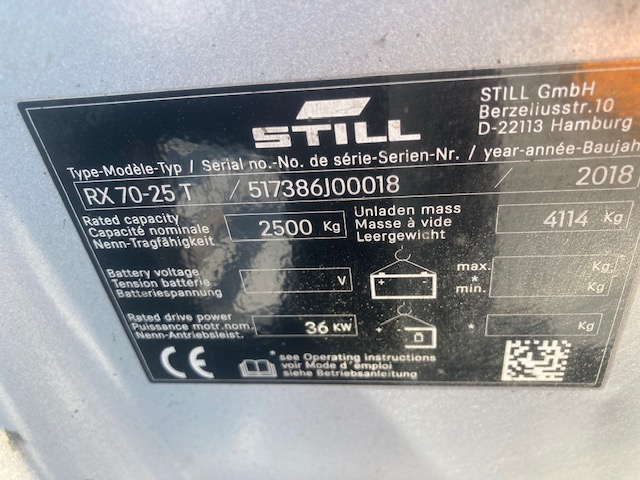 STILL
STILL GmbH
Berzeliusstr.10
D-22113 Hamburg
Type-Modèle-Typ / Serial no.-No. de série-Serien-Nr. / year-année-Baujah
RX 70-25 T / 517386J00018 / 2018
Rated capacity
Capacité nominale
Nenn-Tragfähigkeit
2500 Kg
Unladen mass
Masse à vide
Leergewicht
4114 Kg
Battery voltage
Tension batterie
Batteriespannung
V
max. Kg
*
min. Kg
Rated drive power
Puissance motr.nom.
Nenn-Antriebsleist.
36 KW
* Kg
CE
*see Operating instructions
voir Mode d'emploi
siehe Betriebsanleitung